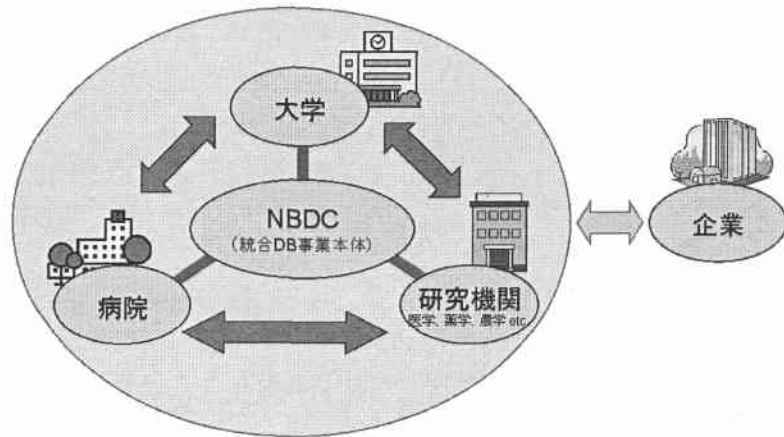 大学
NBDC
(統合DB事業本体)
企業
病院
研究機関
医学、薬学、農学 etc